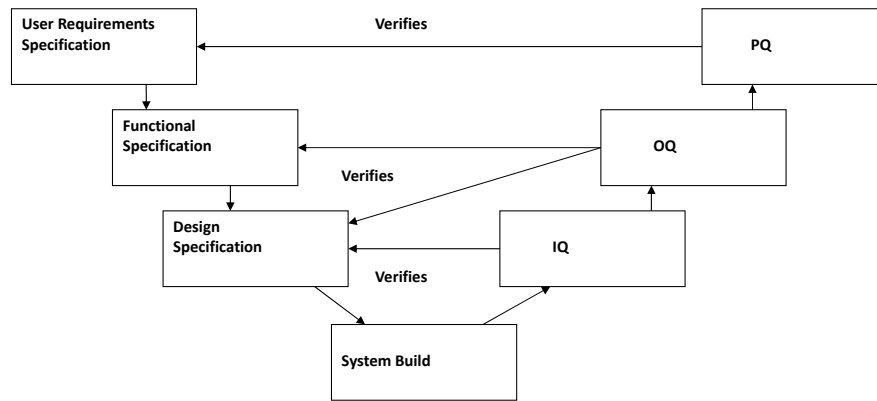 User Requirements
Specification
Verifies
PQ
Functional
Specification
OQ
Verifies
Design
Specification
IQ
Verifies
System Build